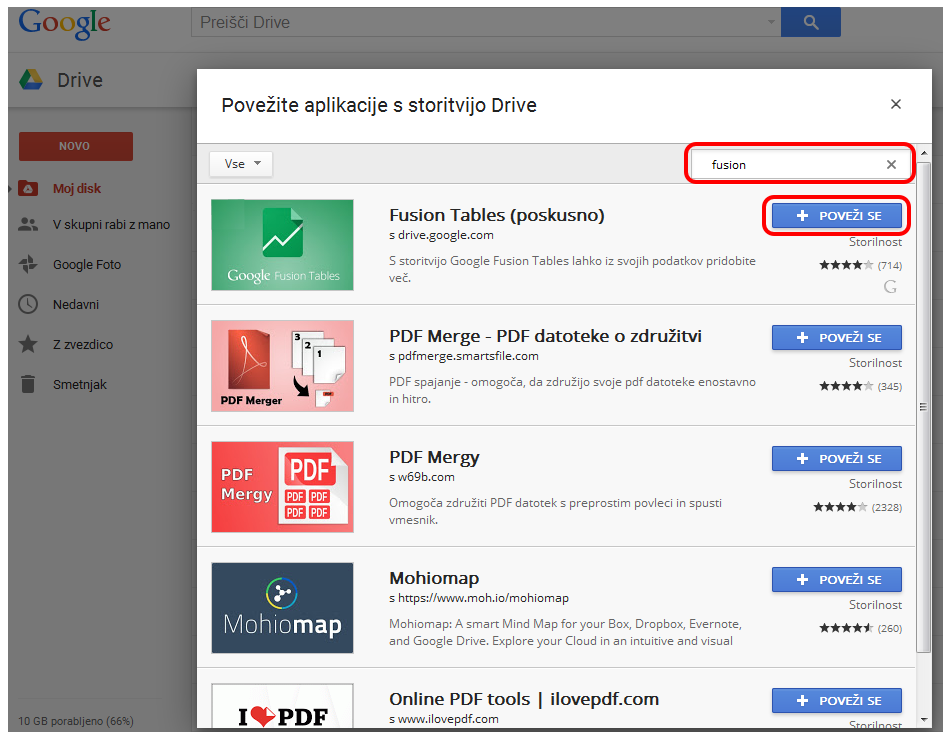 Google
Preišči Drive
Drive
NOVO
Moj disk
V skupni rabi z mano
Google Foto
Nedavni
Z zvezdico
Smetnjak
10 GB porabljeno (66%)
Povežite aplikacije s storitvijo Drive
Vse
fusion
Google Fusion Tables
Fusion Tables (poskusno)
s drive.google.com
S storitvijo Google Fusion Tables lahko iz svojih podatkov pridobite
več.
POVEŽI SE
Storilnost
(714)
G
3
2
1
PDF
PDF Merger
PDF Merge - PDF datoteke o združitvi
s pdfmerge.smartsfile.com
PDF spajanje - omogoča, da združijo svoje pdf datoteke enostavno
in hitro.
POVEŽI SE
Storilnost
(345)
PDF
Mergy
PDF
PDF PDF
PDF PDF
PDF Mergy
s w69b.com
Omogoča združiti PDF datotek s preprostim povleci in spusti
vmesnik.
POVEŽI SE
Storilnost
(2328)
Mohiomap
Mohiomap
s https://www.moh.io/mohiomap
Mohiomap: A smart Mind Map for your Box, Dropbox, Evernote,
and Google Drive. Explore your Cloud in an intuitive and visual
POVEŽI SE
Storilnost
(260)
I PDF
Online PDF tools | ilovepdf.com
s www.ilovepdf.com
POVEŽI SE
Storilnost